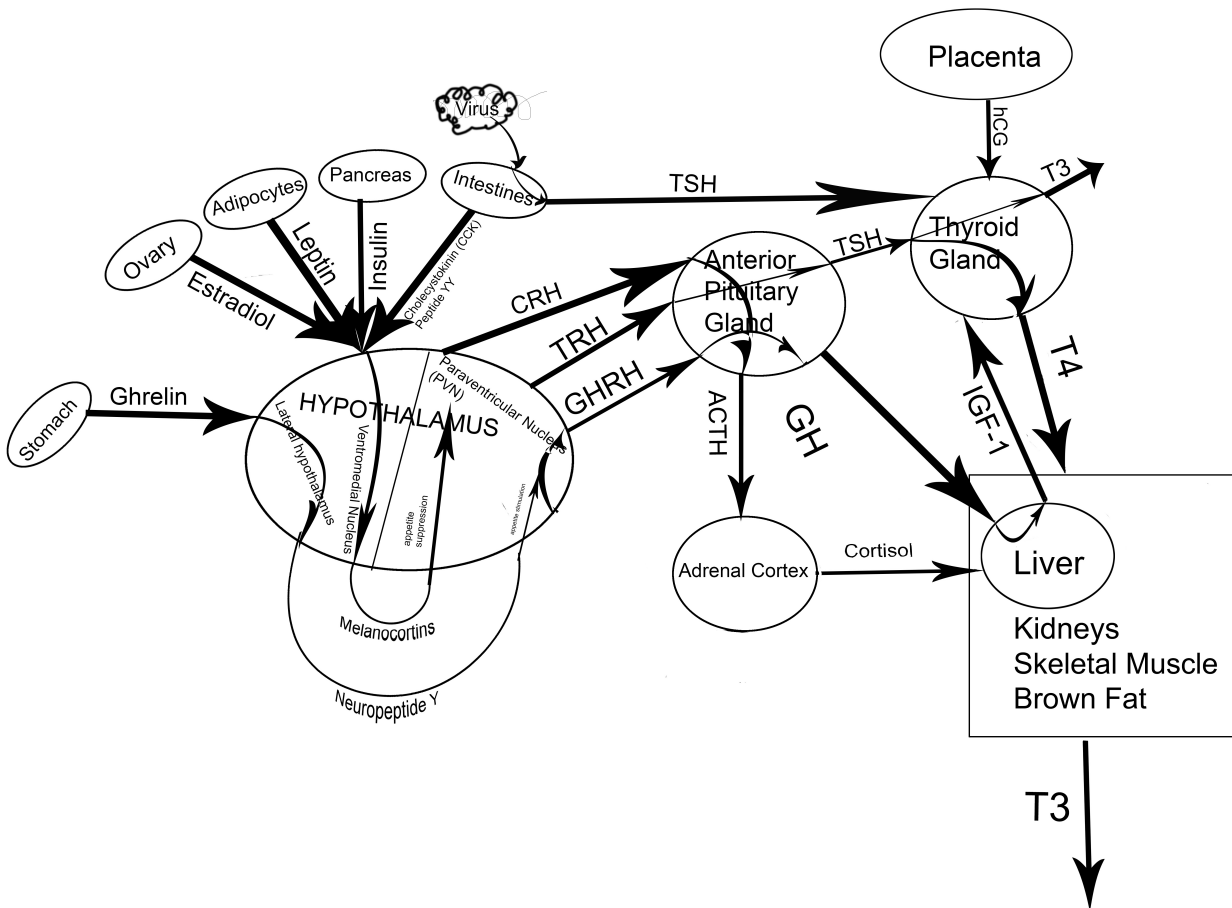 Placenta
hCG
Virus
Intestines
Pancreas
Adipocytes
Ovary
Stomach
TSH
T3
Thyroid
Gland
TSH
Anterior
Pituitary
Gland
Leptin
Insulin
Estradiol
Cholecystokinin (CCK)
Peptide YY
CRH
TRH
GHRH
Ghrelin
HYPOTHALAMUS
Lateral hypothalamus
Ventromedial Nucleus
Paraventricular Nucleus
(PVN)
appetite
suppression
appetite stimulation
Melanocortins
Neuropeptide Y
ACTH
GH
IGF-1
T4
Adrenal Cortex
Cortisol
Liver
Kidneys
Skeletal Muscle
Brown Fat
T3